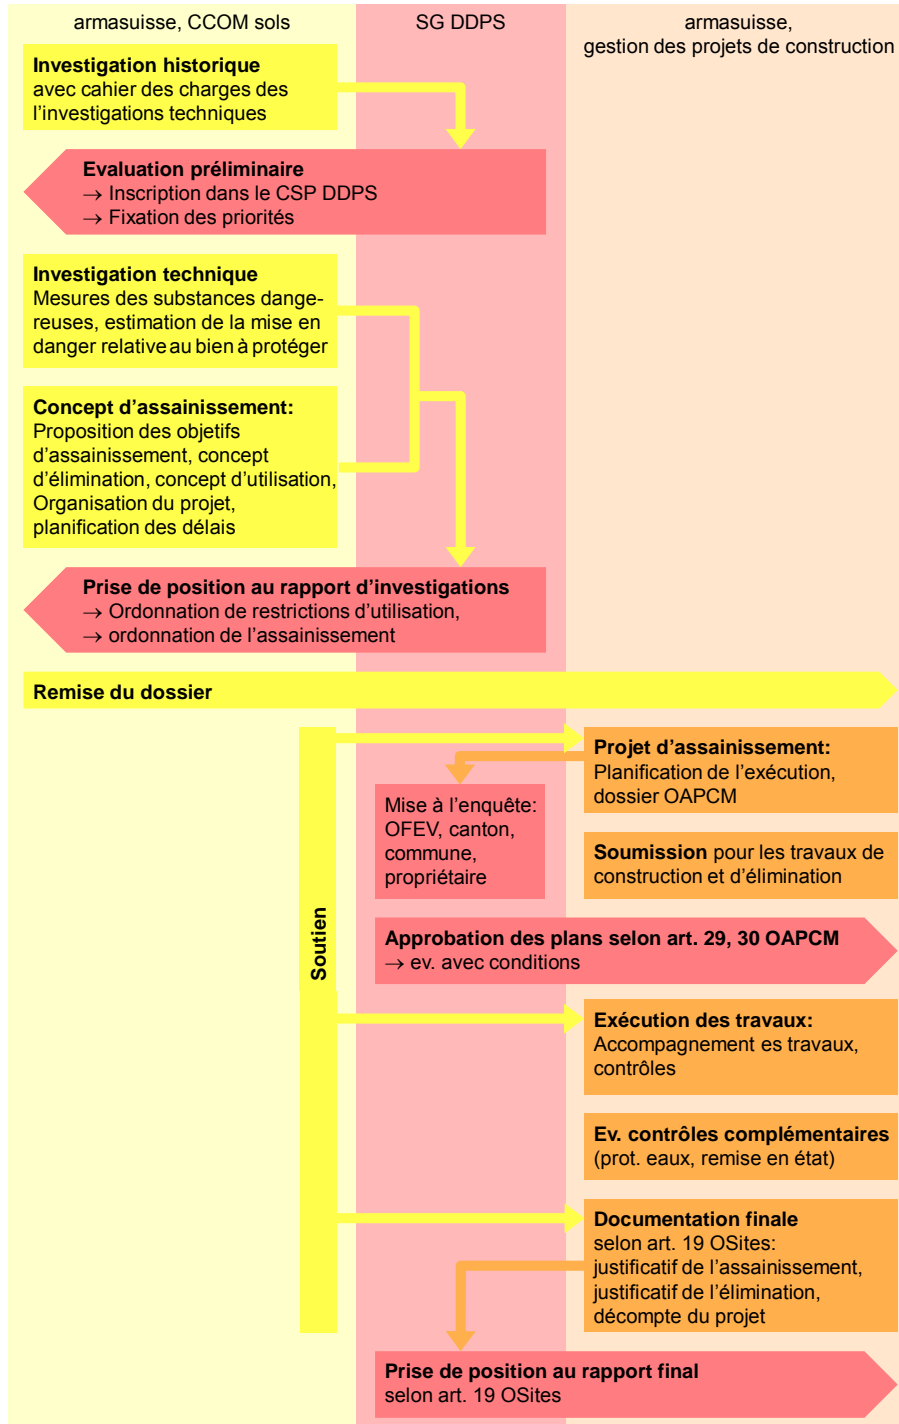 armasuisse, CCOM sols
SG DDPS
armasuisse,
gestion des projets de construction
Investigation historique
avec cahier des charges des
l'investigations techniques
Evaluation préliminaire
→ Inscription dans le CSP DDPS
→ Fixation des priorités
Investigation technique
Mesures des substances dange-
reuses, estimation de la mise en
danger relative au bien à protéger
Concept d'assainissement:
Proposition des objetifs
d'assainissement, concept
d'élimination, concept d'utilisation,
Organisation du projet,
planification des délais
Prise de position au rapport d'investigations
→ Ordonnation de restrictions d'utilisation,
→ ordonnation de l'assainissement
Remise du dossier
Soutien
Projet d'assainissement:
Planification de l'exécution,
dossier OAPCM
Mise à l'enquête:
OFEV, canton,
commune,
propriétaire
Soumission pour les travaux de
construction et d'élimination
Approbation des plans selon art. 29, 30 OAPCM
→ ev. avec conditions
Exécution des travaux:
Accompagnement es travaux,
contrôles
Ev. contrôles complémentaires
(prot. eaux, remise en état)
Documentation finale
selon art. 19 OSites:
justificatif de l'assainissement,
justificatif de l'élimination,
décompte du projet
Prise de position au rapport final
selon art. 19 OSites